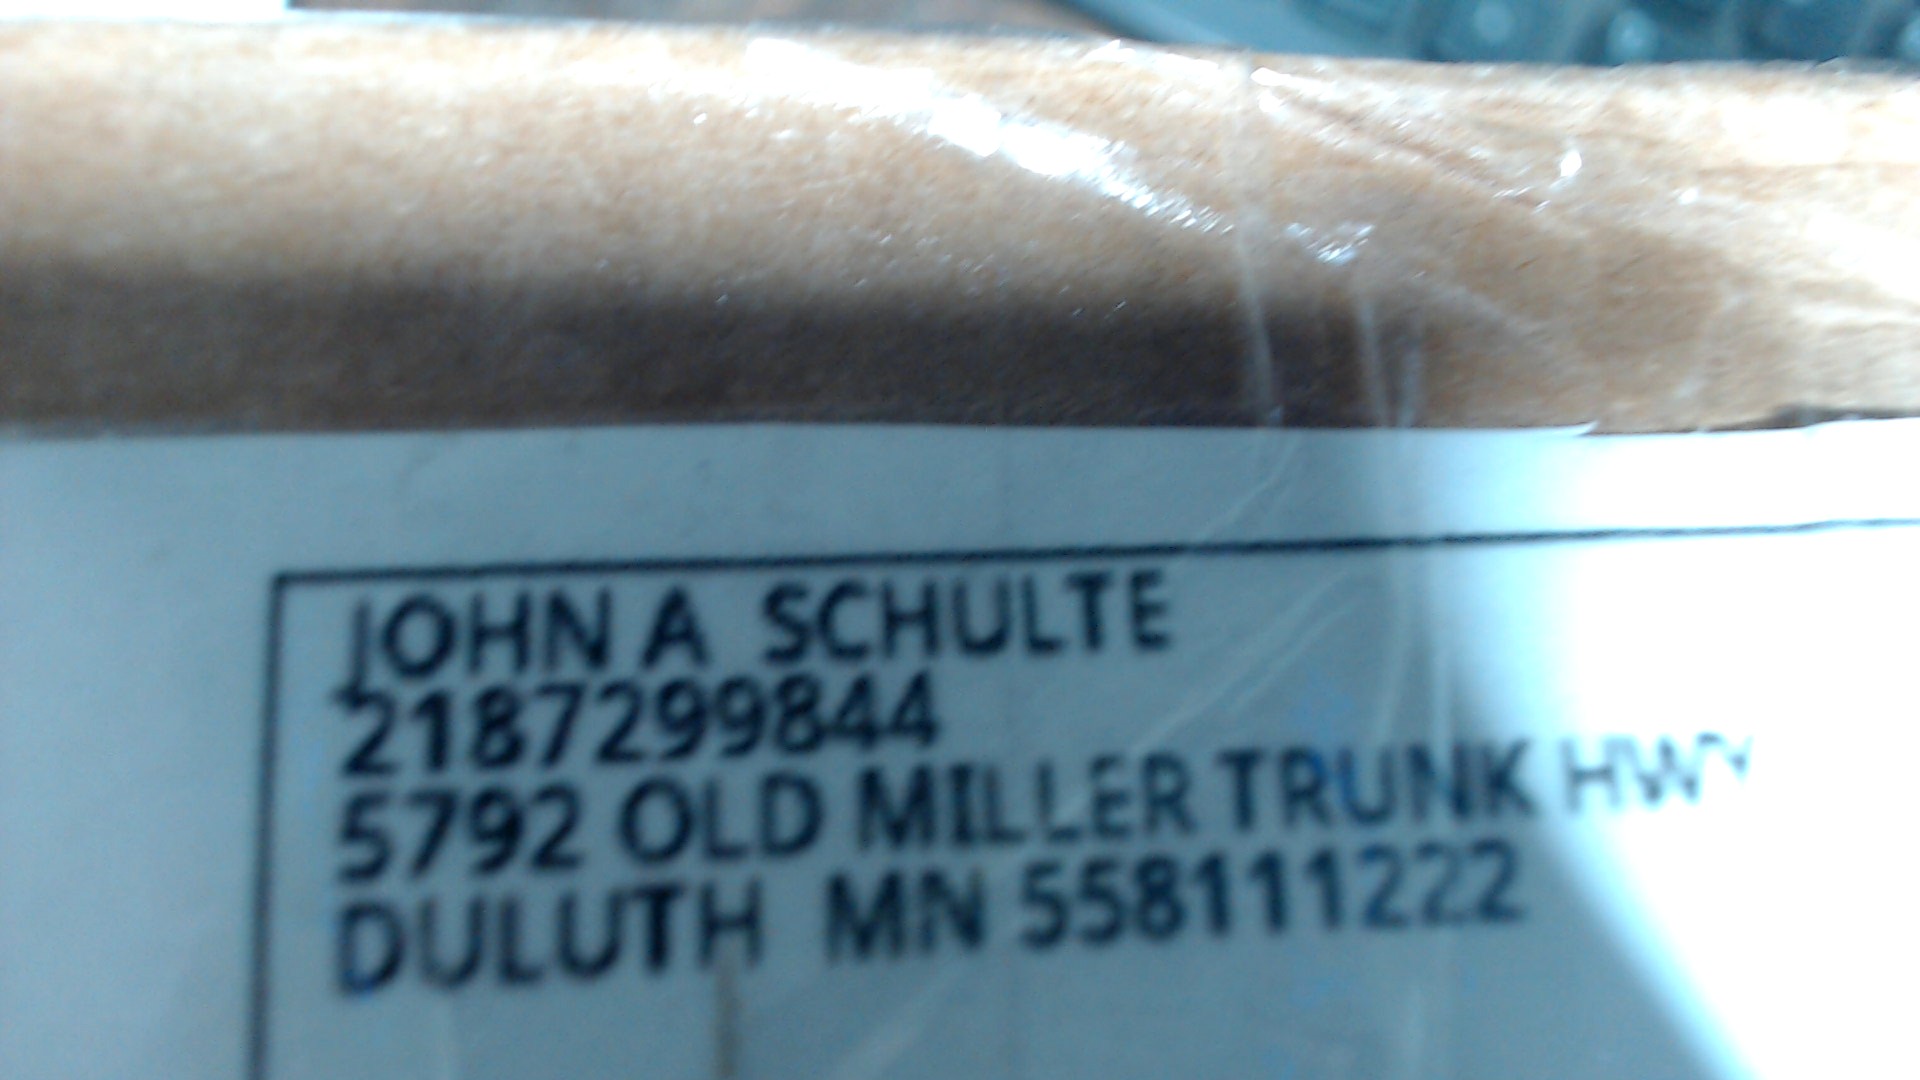 JOHN A SCHULTE
2187299844
5792 OLD MILLER TRUNK HWY
DULUTH MN 558111222